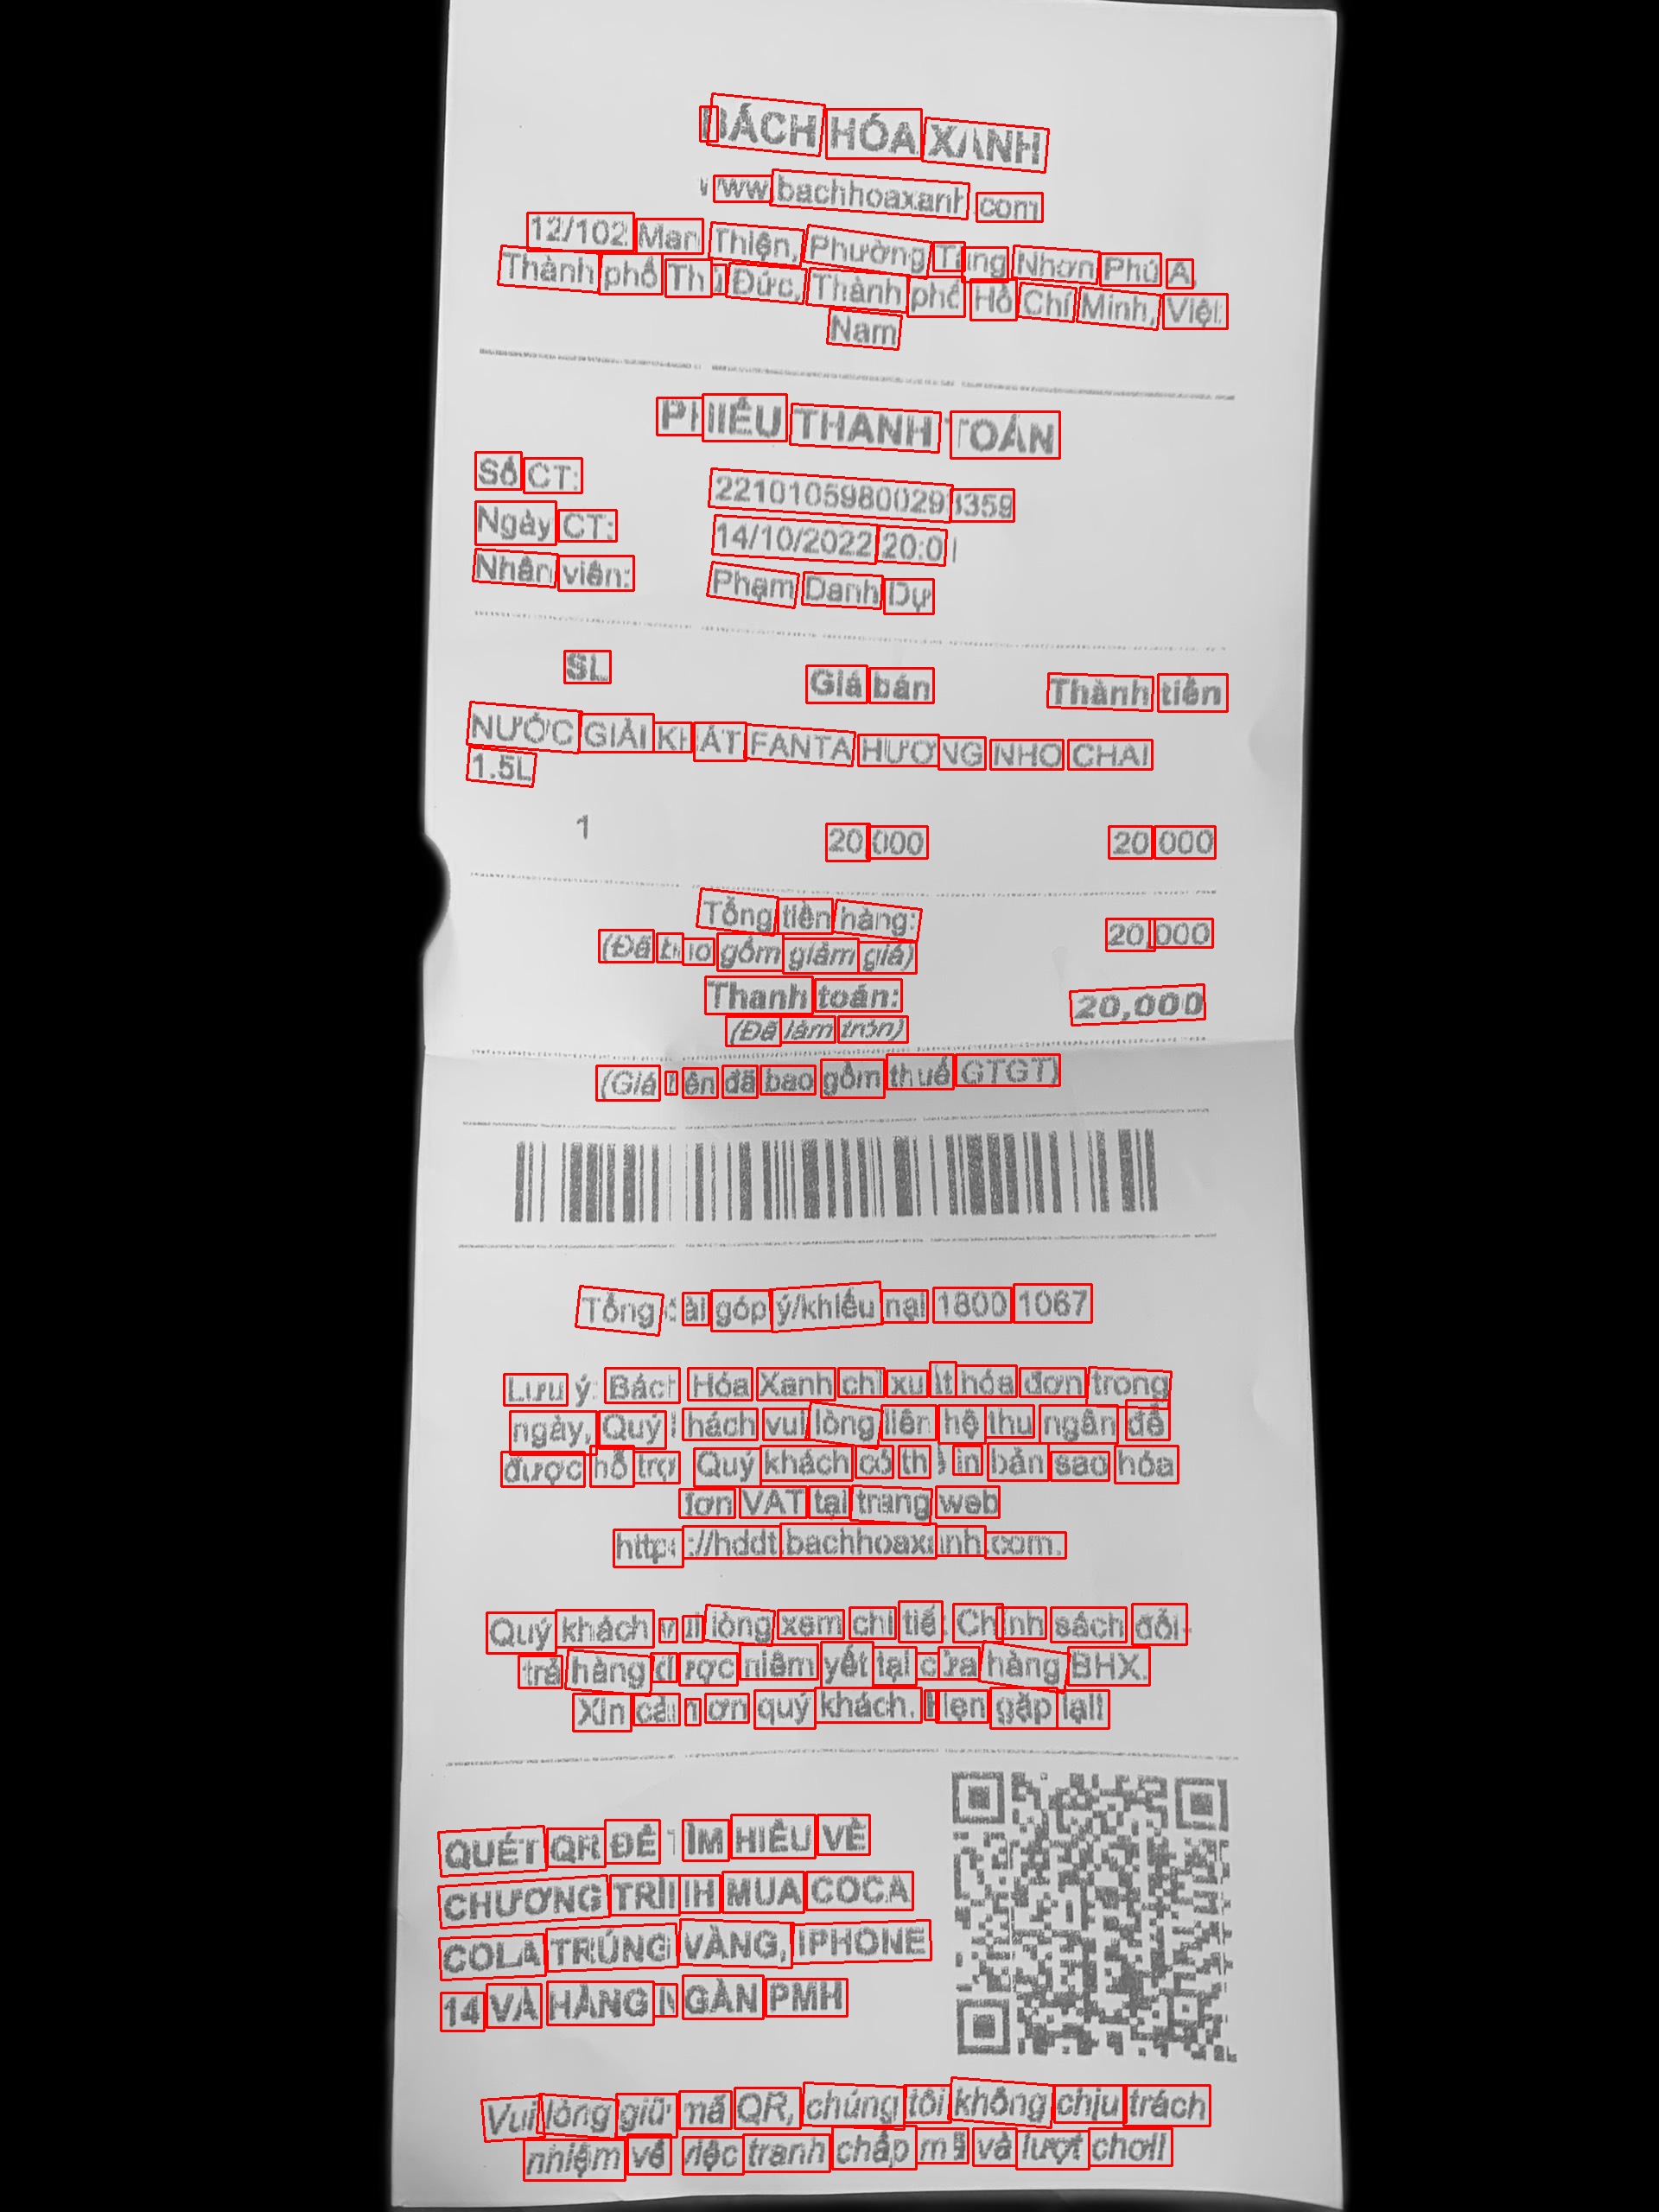 BÁCH HÓA XANH
www.bachhoaxanh.com
12/102 Man Thiện, Phường Tăng Nhơn Phú A,
Thành phố Thủ Đức, Thành phố Hồ Chí Minh, Việt
Nam
PHIẾU THANH TOÁN
Số CT: 
Ngày CT: 14/10/2022
Nhân viên: Phạm Danh Dự
SL Giá bán Thành tiền
NƯỚC GIẢI KHÁT FANTA HƯƠNG NHO CHAI
1.5L
1 20,000 20,000
Tổng tiền hàng: 20,000
(Đã bao gồm giảm giá)
Thanh toán: 20,000
(Đã làm tròn)
(Giá trên đã bao gồm thuế GTGT)
Tổng đài góp ý/khiếu nại 1800 1067
Lưu ý: Bách Hóa Xanh chỉ xuất hóa đơn trong
ngày, Quý khách vui lòng liên hệ thu ngân để
được hỗ trợ. Quý khách có thể in bản sao hóa
đơn VAT tại trang web
https://hddt.bachhoaxanh.com.
Quý khách vui lòng xem chi tiết Chính sách đổi-
trả hàng được niêm yết tại cửa hàng BHX.
Xin cảm ơn quý khách. Hẹn gặp lại!
QUÉT QR ĐỂ TÌM HIỂU VỀ
CHƯƠNG TRÌNH MUA COCA
COLA TRÚNG VÀNG, IPHONE
14 VÀ HÀNG NGÀN PMH
Vui lòng giữ mã QR, chúng tôi không chịu trách
nhiệm về việc tranh chấp mã và lượt chơi!